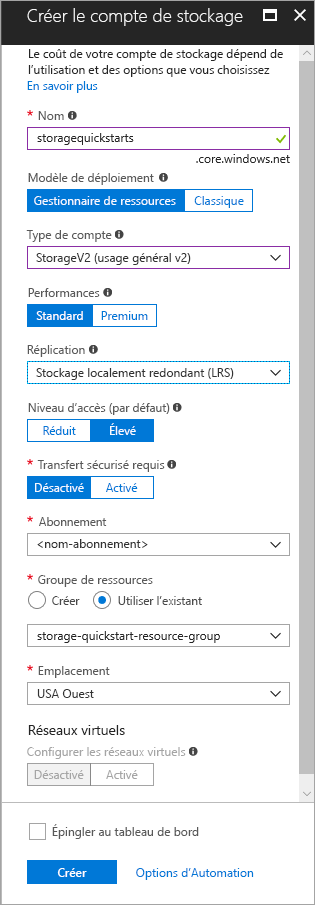 Créer le compte de stockage
Le coût de votre compte de stockage dépend de
l'utilisation et des options que vous choisissez
En savoir plus
* Nom
storagequickstarts
.core.windows.net
Modèle de déploiement
Gestionnaire de ressources Classique
Type de compte
StorageV2 (usage général v2)
Performances
Standard Premium
Réplication
Stockage localement redondant (LRS)
Niveau d'accès (par défaut)
Réduit Élevé
* Transfert sécurisé requis
Désactivé Activé
* Abonnement
<nom-abonnement>
* Groupe de ressources
Créer Utiliser l'existant
storage-quickstart-resource-group
* Emplacement
USA Ouest
Réseaux virtuels
Configurer les réseaux virtuels
Désactivé Activé
Épingler au tableau de bord
Créer Options d'Automation